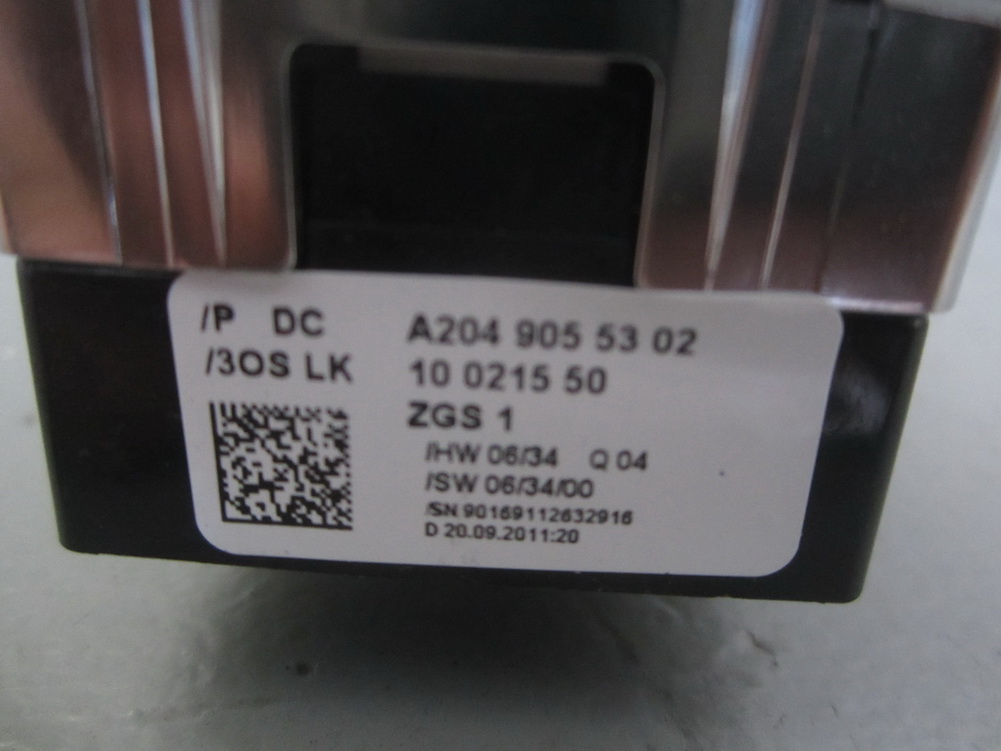 /P DC A204 905 53 02
/3OS LK 10 0215 50
ZGS 1
/HW 06/34 Q 04
/SW 06/34/00
/SN 90169112632916
D 20.09.2011:20